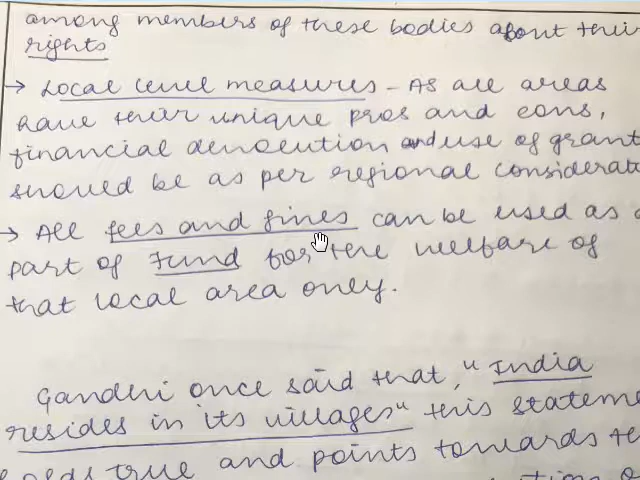 among members of these bodies about their
rights
→ Local level measures - As all areas
have their unique pros and cons,
financial devolution and use of grant
should be as per regional considerat
→ All fees and fines can be used as a
part of Fund for the welfare of
that local area only.
Gandhi once said that, "India
resides in its villages" this stateme
holds true and points towards the